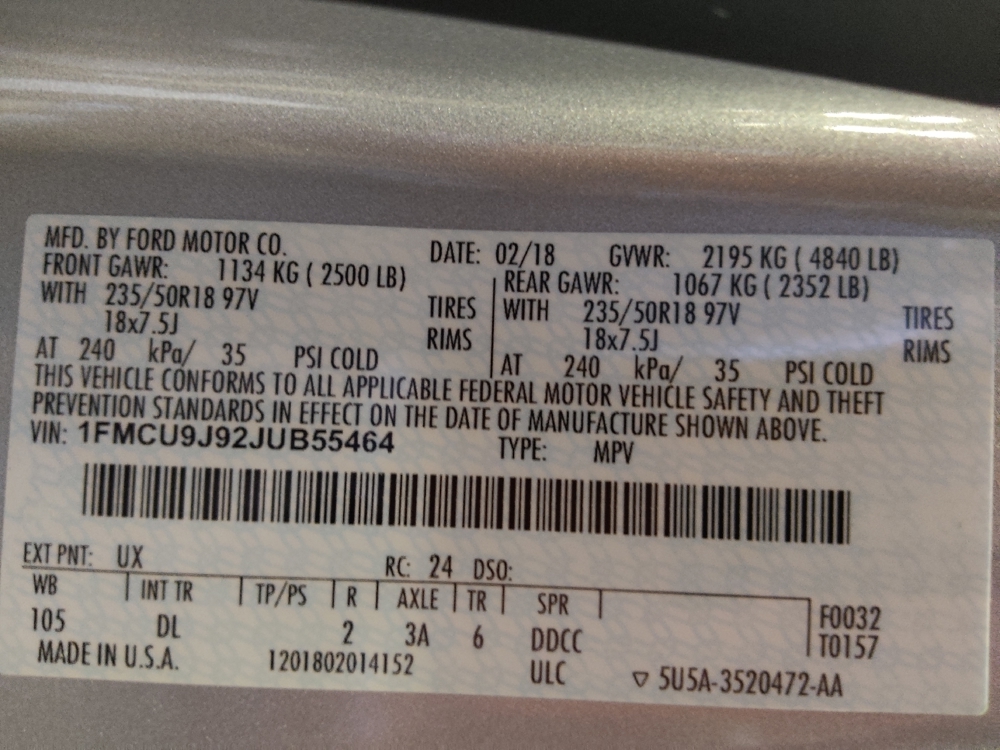 MFD. BY FORD MOTOR CO. DATE: 02/18 GVWR: 2195 KG ( 4840 LB)
FRONT GAWR: 1134 KG ( 2500 LB) REAR GAWR: 1067 KG ( 2352 LB)
WITH 235/50R18 97V TIRES WITH 235/50R18 97V TIRES
18x7.5J RIMS 18x7.5J RIMS
AT 240 kPa/ 35 PSI COLD AT 240 kPa/ 35 PSI COLD
THIS VEHICLE CONFORMS TO ALL APPLICABLE FEDERAL MOTOR VEHICLE SAFETY AND THEFT
PREVENTION STANDARDS IN EFFECT ON THE DATE OF MANUFACTURE SHOWN ABOVE.
VIN: 1FMCU9J92JUB55464 TYPE: MPV
EXT PNT: UX RC: 24 DSO:
WB INT TR TP/PS R AXLE TR SPR F0032
105 DL 2 3A 6 DDCC T0157
MADE IN U.S.A. 1201802014152 ULC ▽ 5U5A-3520472-AA